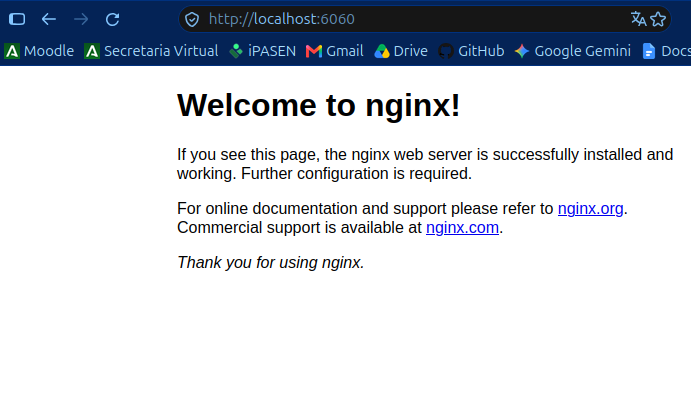 http://localhost:6060
Moodle Secretaria Virtual iPASEN Gmail Drive GitHub Google Gemini Docs
Welcome to nginx!
If you see this page, the nginx web server is successfully installed and
working. Further configuration is required.
For online documentation and support please refer to nginx.org.
Commercial support is available at nginx.com.
Thank you for using nginx.